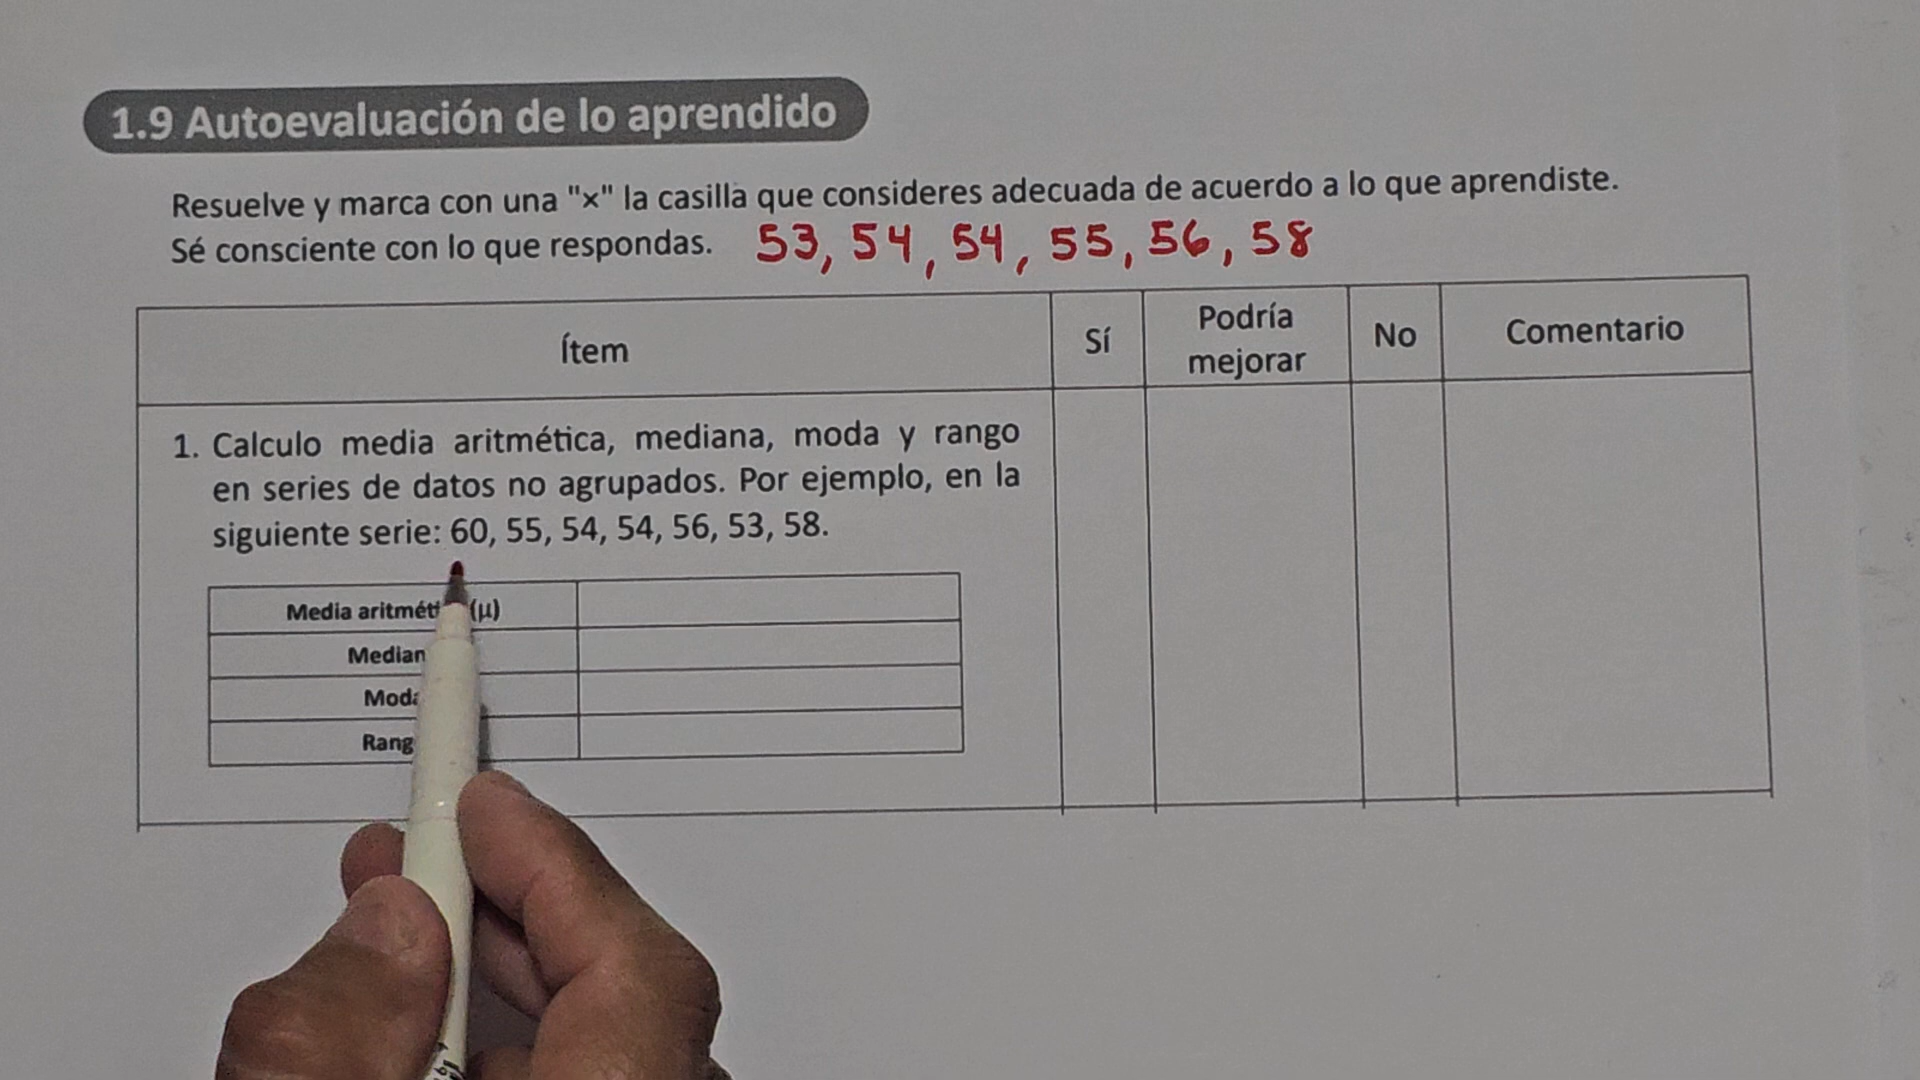 1.9 Autoevaluación de lo aprendido
Resuelve y marca con una "×" la casilla que consideres adecuada de acuerdo a lo que aprendiste.
Sé consciente con lo que respondas. 53, 54, 54, 55, 56, 58
Ítem
Sí
Podría
mejorar
No
Comentario
1. Calculo media aritmética, mediana, moda y rango
en series de datos no agrupados. Por ejemplo, en la
siguiente serie: 60, 55, 54, 54, 56, 53, 58.
Media aritméti (μ)
Median
Moda
Rang